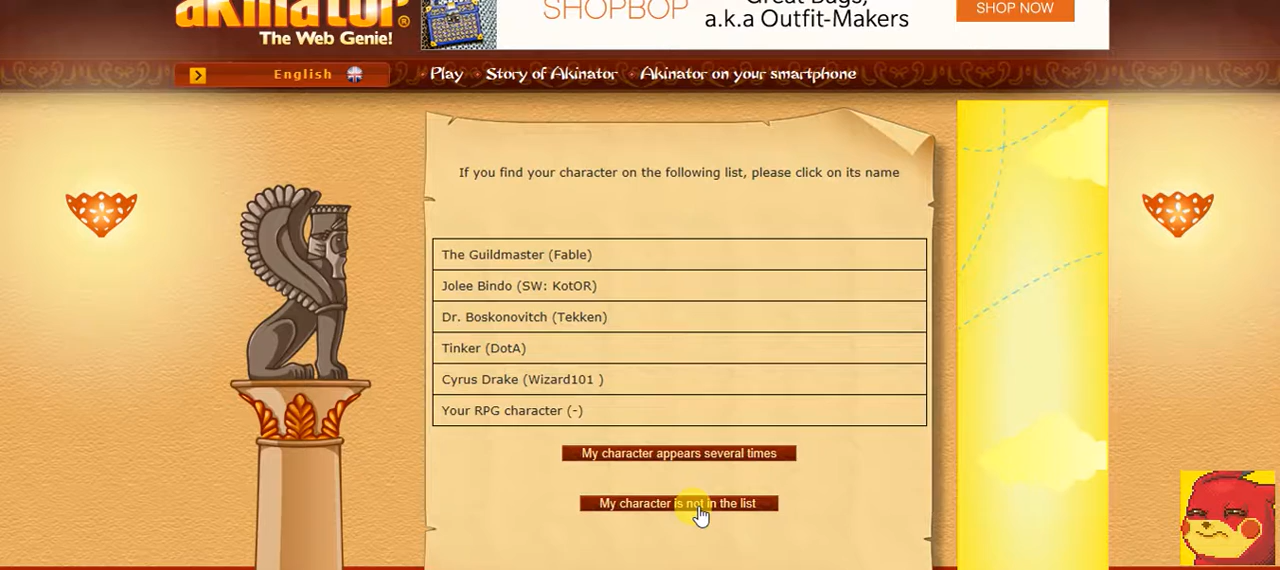 akinator®
The Web Genie!
SHOPBOP
Great Bags,
a.k.a Outfit-Makers
SHOP NOW
English
Play
Story of Akinator
Akinator on your smartphone
If you find your character on the following list, please click on its name
The Guildmaster (Fable)
Jolee Bindo (SW: KotOR)
Dr. Boskonovitch (Tekken)
Tinker (DotA)
Cyrus Drake (Wizard101 )
Your RPG character (-)
My character appears several times
My character is not in the list